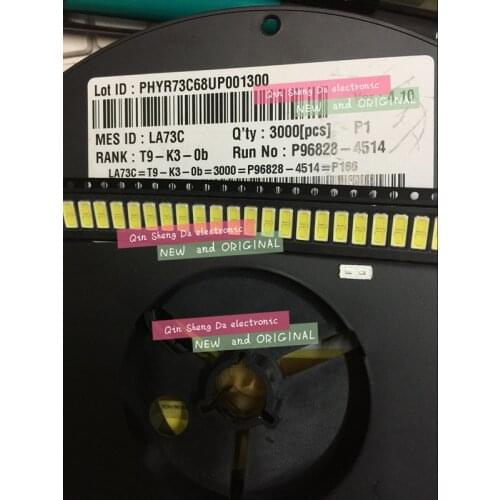 Lot ID : PHYR73C68UP001300
Qin Sheng Da electronic
NEW and ORIGINAL
MES ID : LA73C
Q'ty : 3000[pcs] P1
RANK : T9-K3-0b
Run No : P96828-4514
LA73C=T9-K3-0b=3000=P96828-4514=P166
Qin Sheng Da electronic
NEW and ORIGINAL
Qin Sheng Da electronic
NEW and ORIGINAL